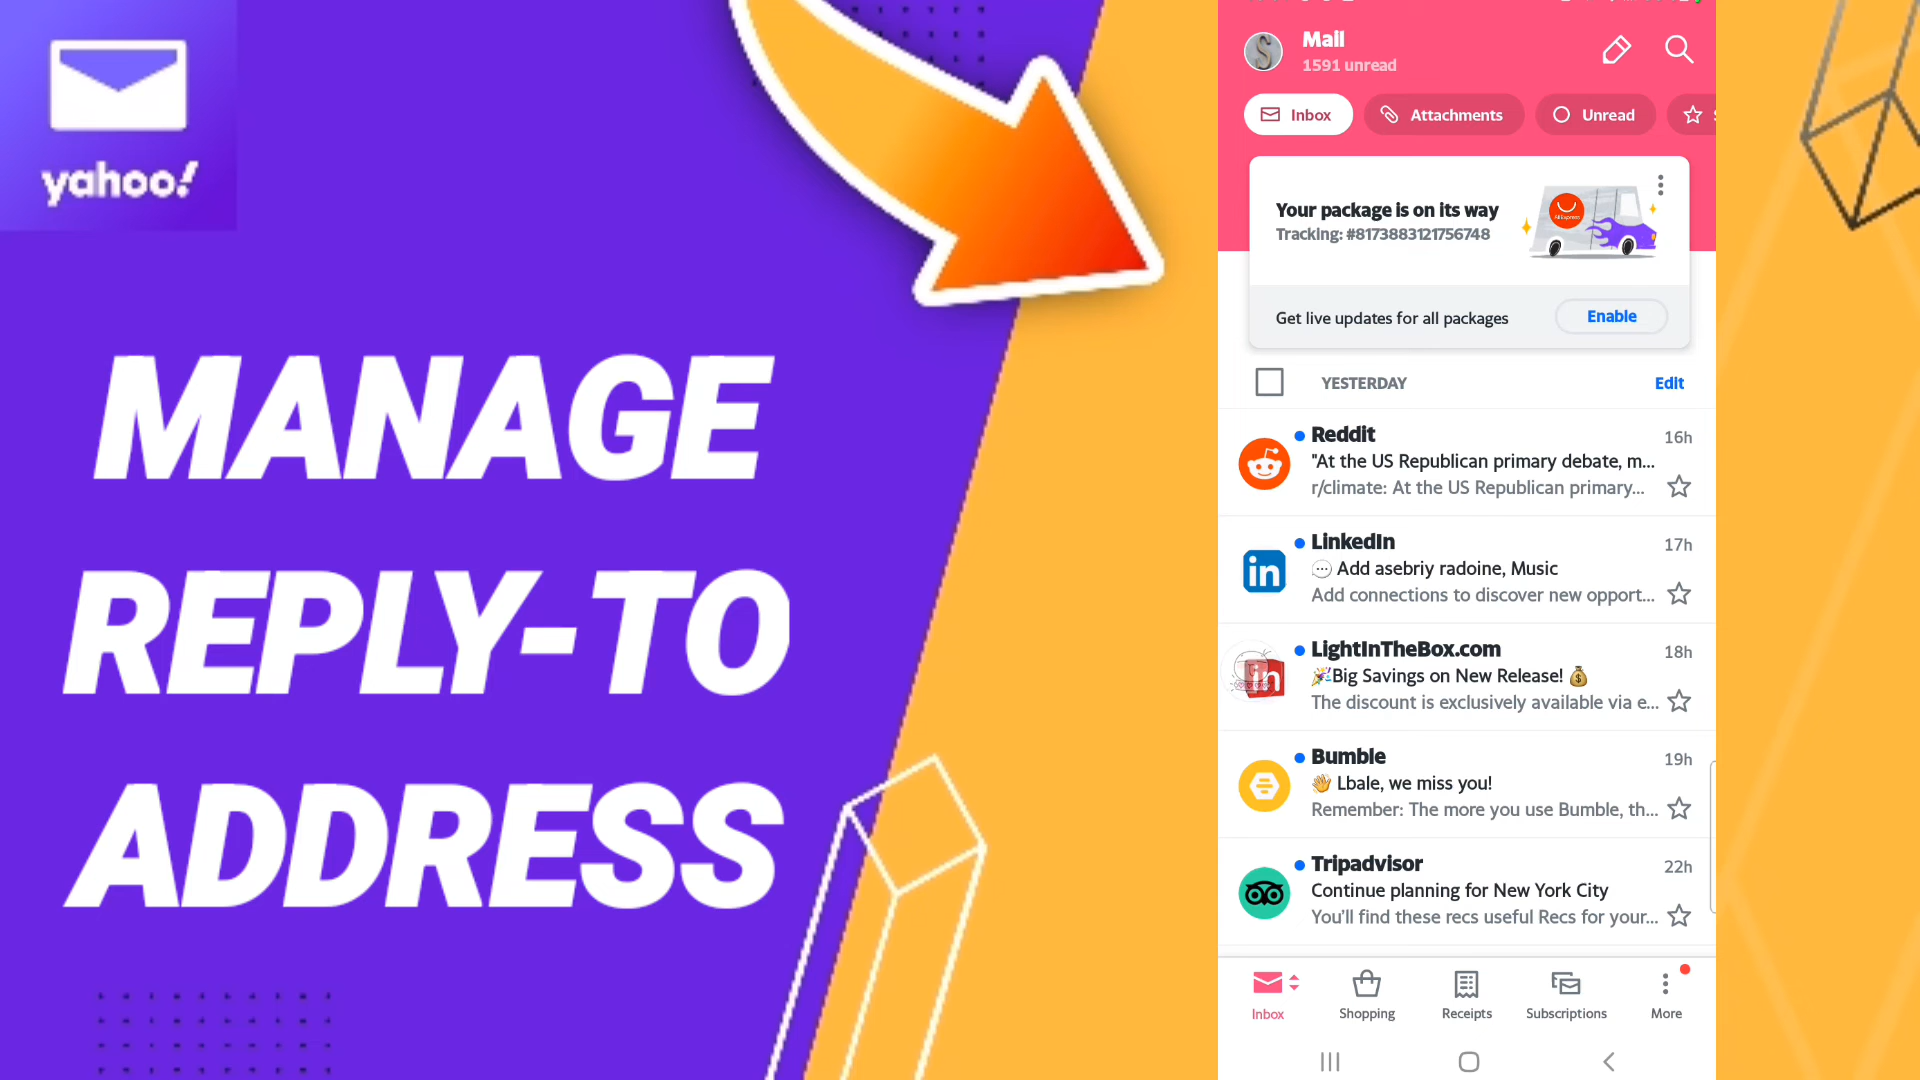 yahoo!
MANAGE
REPLY-TO
ADDRESS
Mail
1591 unread
Inbox
Attachments
Unread
Your package is on its way
Tracking: #8173883121756748
AliExpress
Get live updates for all packages
Enable
YESTERDAY
Edit
Reddit
16h
"At the US Republican primary debate, m...
r/climate: At the US Republican primary...
in
LinkedIn
17h
Add asebriy radoine, Music
Add connections to discover new opport...
in
LightInTheBox.com
18h
🎉Big Savings on New Release! 💰
The discount is exclusively available via e...
Bumble
19h
👋 Lbale, we miss you!
Remember: The more you use Bumble, th...
Tripadvisor
22h
Continue planning for New York City
You'll find these recs useful Recs for your...
Inbox
Shopping
Receipts
Subscriptions
More